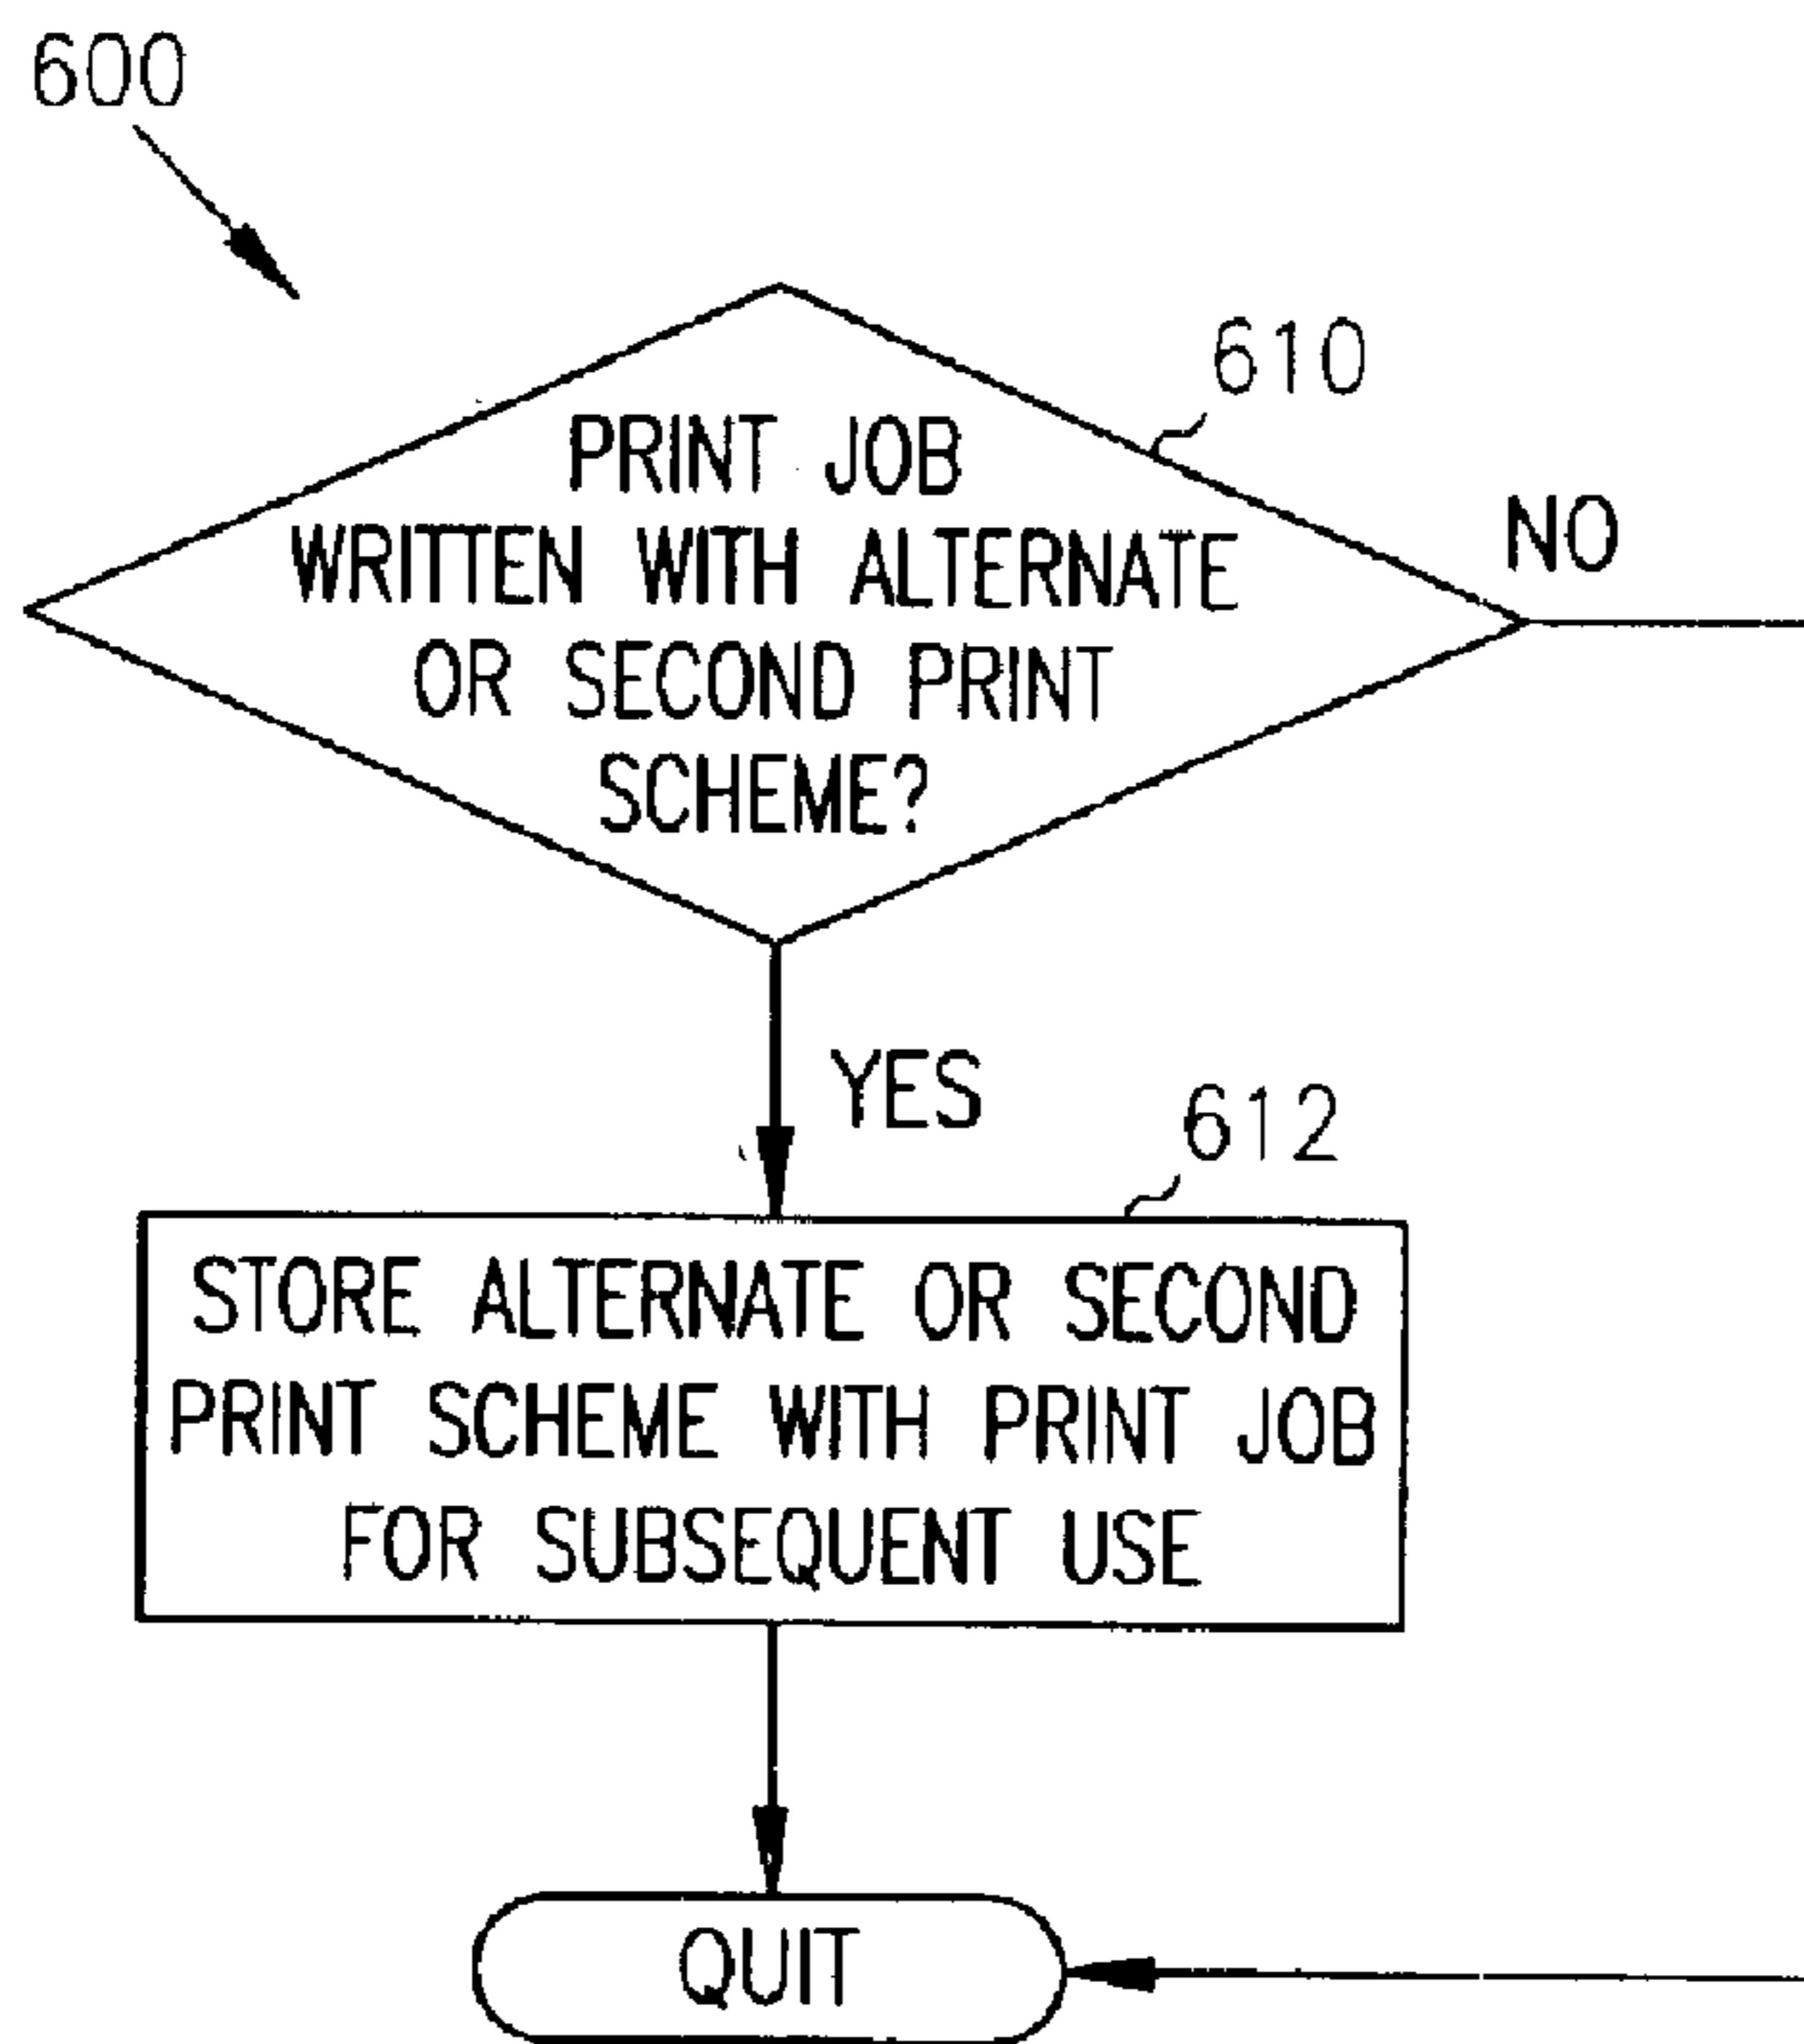 600
610
PRINT JOB
WRITTEN WITH ALTERNATE
OR SECOND PRINT
SCHEME?
NO
YES
612
STORE ALTERNATE OR SECOND
PRINT SCHEME WITH PRINT JOB
FOR SUBSEQUENT USE
QUIT